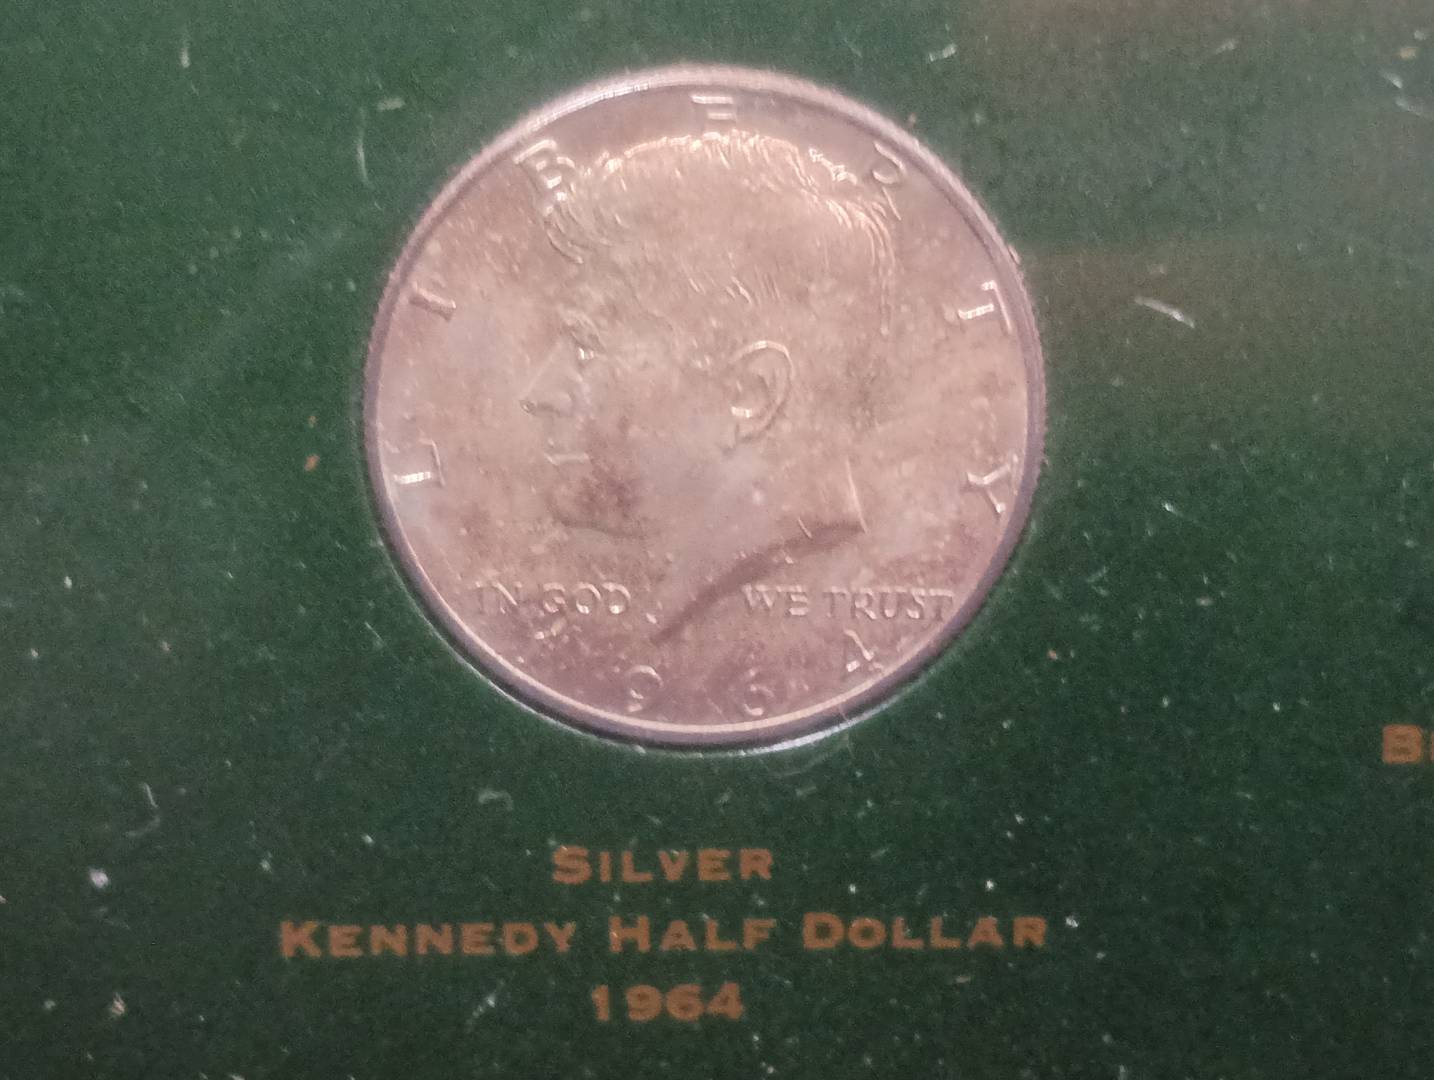 LIBERTY
IN GOD WE TRUST
1964
SILVER
KENNEDY HALF DOLLAR
1964